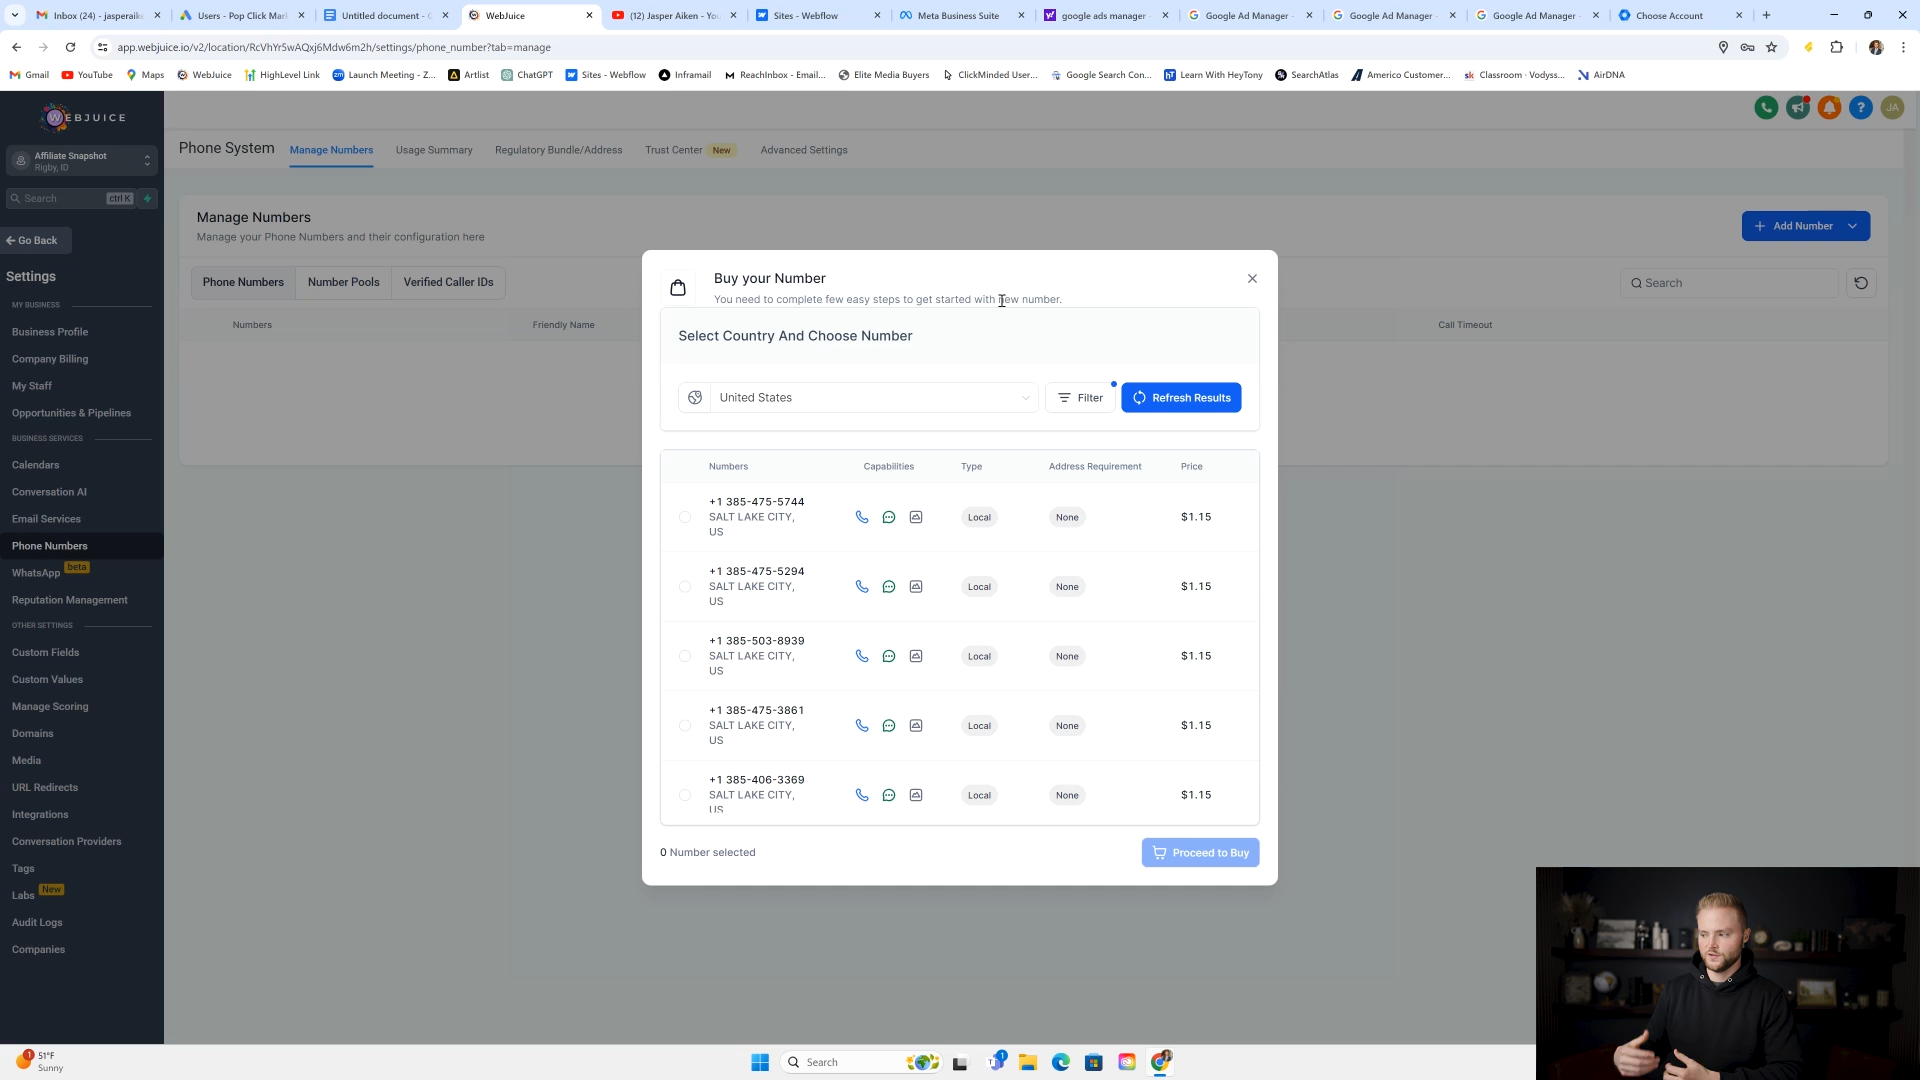 Inbox (24) - jasperaik
Users - Pop Click Mar
Untitled document - G
WebJuice
(12) Jasper Aiken - You
Sites - Webflow
Meta Business Suite
google ads manager -
Google Ad Manager -
Google Ad Manager -
Google Ad Manager -
Choose Account
app.webjuice.io/v2/location/RcVhYr5wAQxj6Mdw6m2h/settings/phone_number?tab=manage
Gmail
YouTube
Maps
WebJuice
HighLevel Link
Launch Meeting - Z...
Artlist
ChatGPT
Sites - Webflow
Inframail
ReachInbox - Email...
Elite Media Buyers
ClickMinded User...
Google Search Con...
Learn With HeyTony
SearchAtlas
Americo Customer...
Classroom · Vodyss...
AirDNA
WEBJUICE
JA
Affiliate Snapshot
Rigby, ID
Search ctrl K
Go Back
Settings
MY BUSINESS
Business Profile
Company Billing
My Staff
Opportunities & Pipelines
BUSINESS SERVICES
Calendars
Conversation AI
Email Services
Phone Numbers
WhatsApp beta
Reputation Management
OTHER SETTINGS
Custom Fields
Custom Values
Manage Scoring
Domains
Media
URL Redirects
Integrations
Conversation Providers
Tags
Labs New
Audit Logs
Companies
Phone System
Manage Numbers
Usage Summary
Regulatory Bundle/Address
Trust Center New
Advanced Settings
Manage Numbers
Manage your Phone Numbers and their configuration here
Add Number
Phone Numbers
Number Pools
Verified Caller IDs
Search
Numbers
Friendly Name
Call Timeout
Buy your Number
You need to complete few easy steps to get started with new number.
Select Country And Choose Number
United States
Filter
Refresh Results
Numbers Capabilities Type Address Requirement Price
+1 385-475-5744
SALT LAKE CITY, Local None $1.15
US
+1 385-475-5294
SALT LAKE CITY, Local None $1.15
US
+1 385-503-8939
SALT LAKE CITY, Local None $1.15
US
+1 385-475-3861
SALT LAKE CITY, Local None $1.15
US
+1 385-406-3369
SALT LAKE CITY, Local None $1.15
US
0 Number selected
Proceed to Buy
1
51°F
Sunny
Search
1